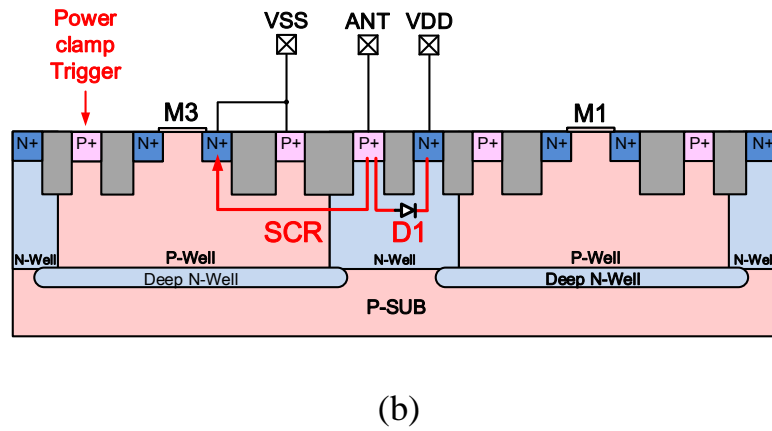 Power
clamp
Trigger
VSS
ANT
VDD
M3
M1
N+
P+
N+
N+
P+
P+
N+
P+
N+
N+
P+
N+
SCR
D1
N-Well
P-Well
N-Well
P-Well
N-Well
Deep N-Well
Deep N-Well
P-SUB
(b)